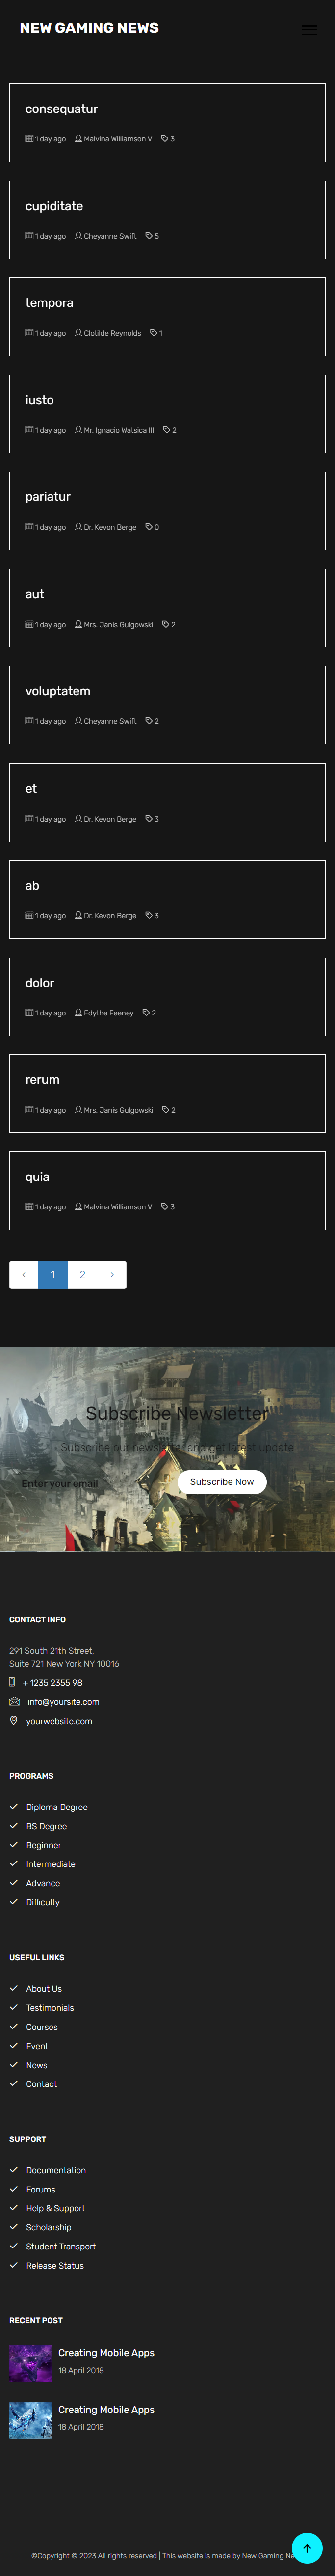 NEW GAMING NEWS
consequatur
1 day ago Malvina Williamson V 3
cupiditate
1 day ago Cheyanne Swift 5
tempora
1 day ago Clotilde Reynolds 1
iusto
1 day ago Mr. Ignacio Watsica III 2
pariatur
1 day ago Dr. Kevon Berge 0
aut
1 day ago Mrs. Janis Gulgowski 2
voluptatem
1 day ago Cheyanne Swift 2
et
1 day ago Dr. Kevon Berge 3
ab
1 day ago Dr. Kevon Berge 3
dolor
1 day ago Edythe Feeney 2
rerum
1 day ago Mrs. Janis Gulgowski 2
quia
1 day ago Malvina Williamson V 3
‹ 1 2 ›
Subscribe Newsletter
Subscribe our newsletter and get latest update
Enter your email Subscribe Now
CONTACT INFO
291 South 21th Street,
Suite 721 New York NY 10016
+ 1235 2355 98
info@yoursite.com
yourwebsite.com
PROGRAMS
Diploma Degree
BS Degree
Beginner
Intermediate
Advance
Difficulty
USEFUL LINKS
About Us
Testimonials
Courses
Event
News
Contact
SUPPORT
Documentation
Forums
Help & Support
Scholarship
Student Transport
Release Status
RECENT POST
Creating Mobile Apps
18 April 2018
Creating Mobile Apps
18 April 2018
©Copyright © 2023 All rights reserved | This website is made by New Gaming